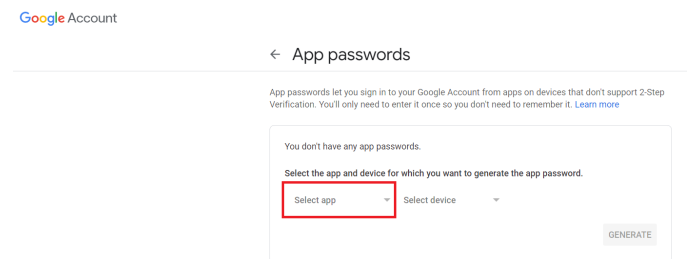 Google Account
← App passwords
App passwords let you sign in to your Google Account from apps on devices that don't support 2-Step
Verification. You'll only need to enter it once so you don't need to remember it. Learn more
You don't have any app passwords.
Select the app and device for which you want to generate the app password.
Select app Select device
GENERATE